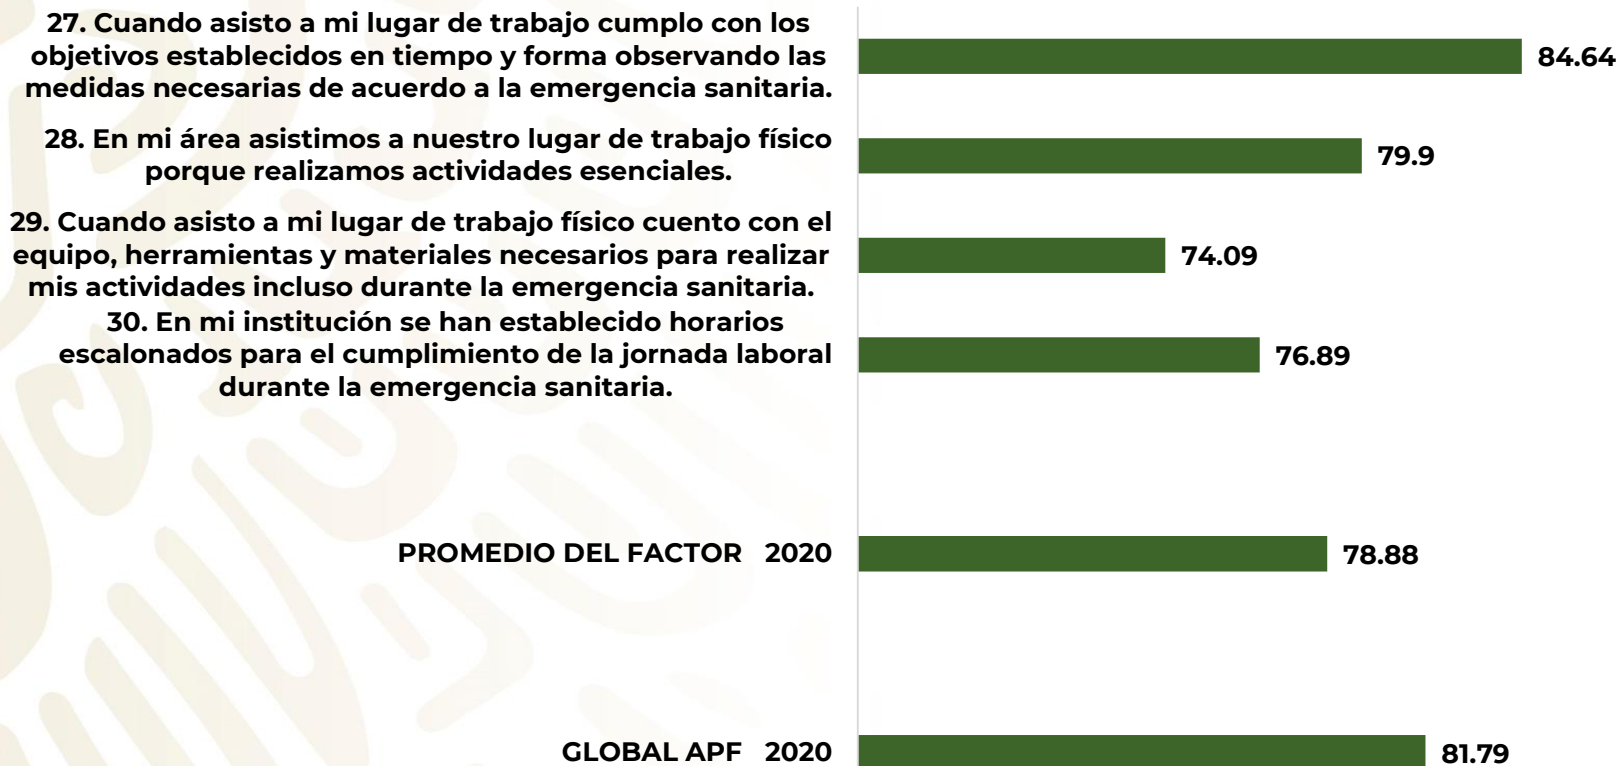 27. Cuando asisto a mi lugar de trabajo cumplo con los
objetivos establecidos en tiempo y forma observando las
medidas necesarias de acuerdo a la emergencia sanitaria.
84.64
28. En mi área asistimos a nuestro lugar de trabajo físico
porque realizamos actividades esenciales.
79.9
29. Cuando asisto a mi lugar de trabajo físico cuento con el
equipo, herramientas y materiales necesarios para realizar
mis actividades incluso durante la emergencia sanitaria.
74.09
30. En mi institución se han establecido horarios
escalonados para el cumplimiento de la jornada laboral
durante la emergencia sanitaria.
76.89
PROMEDIO DEL FACTOR 2020
78.88
GLOBAL APF 2020
81.79